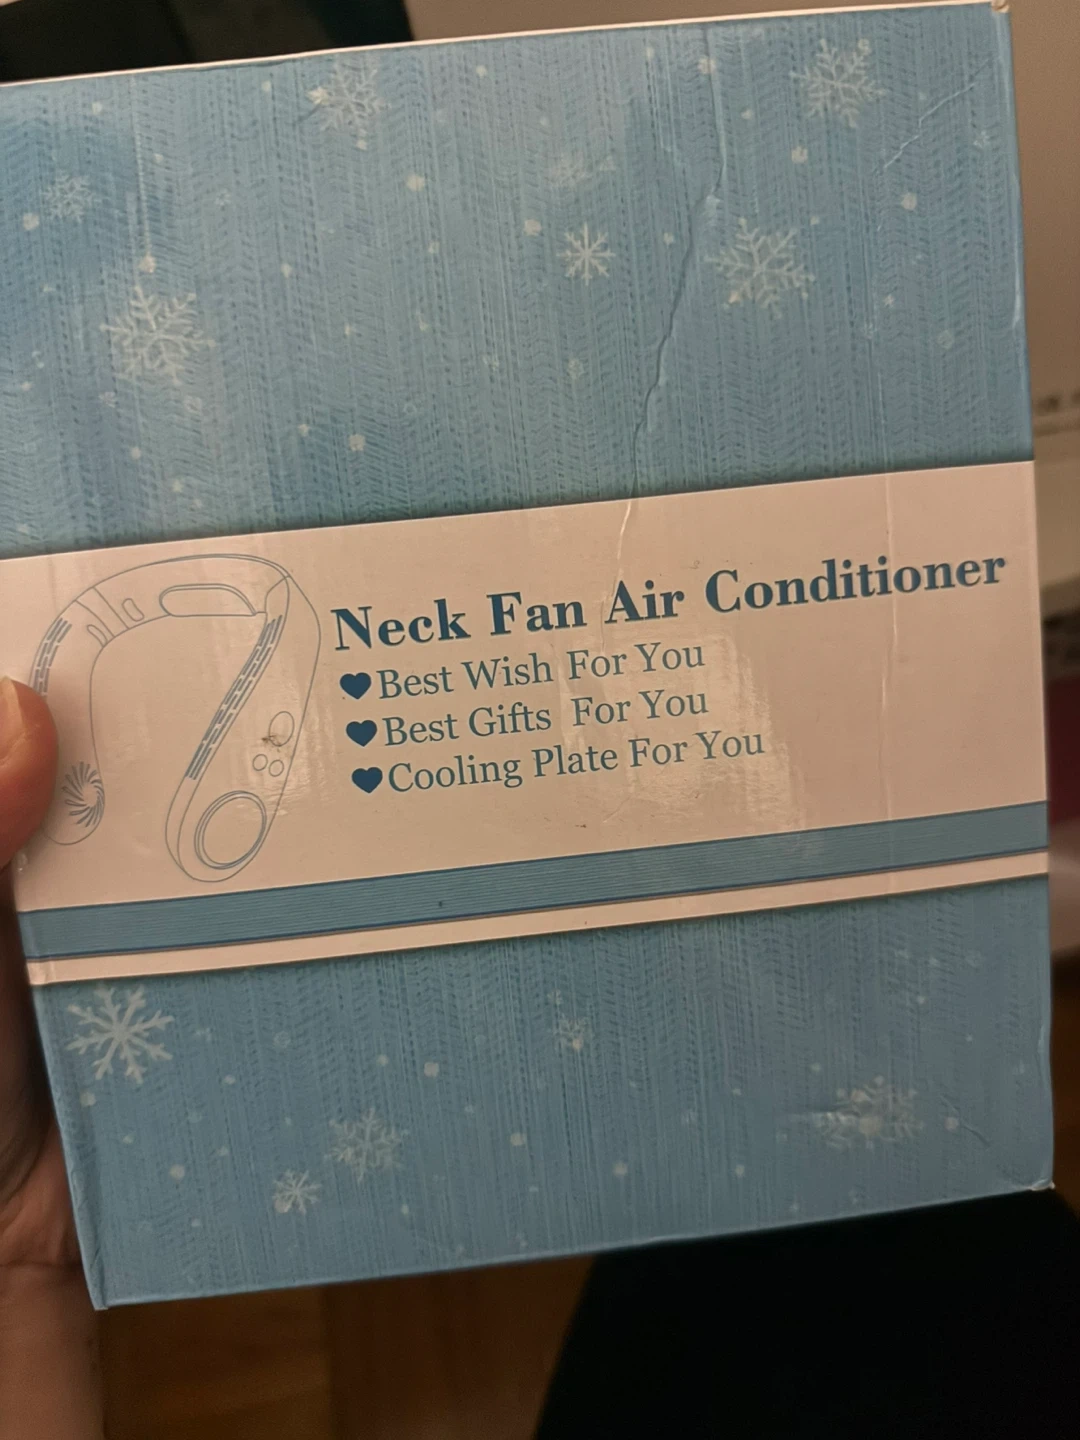 Neck Fan Air Conditioner
♥Best Wish For You
♥Best Gifts For You
♥Cooling Plate For You